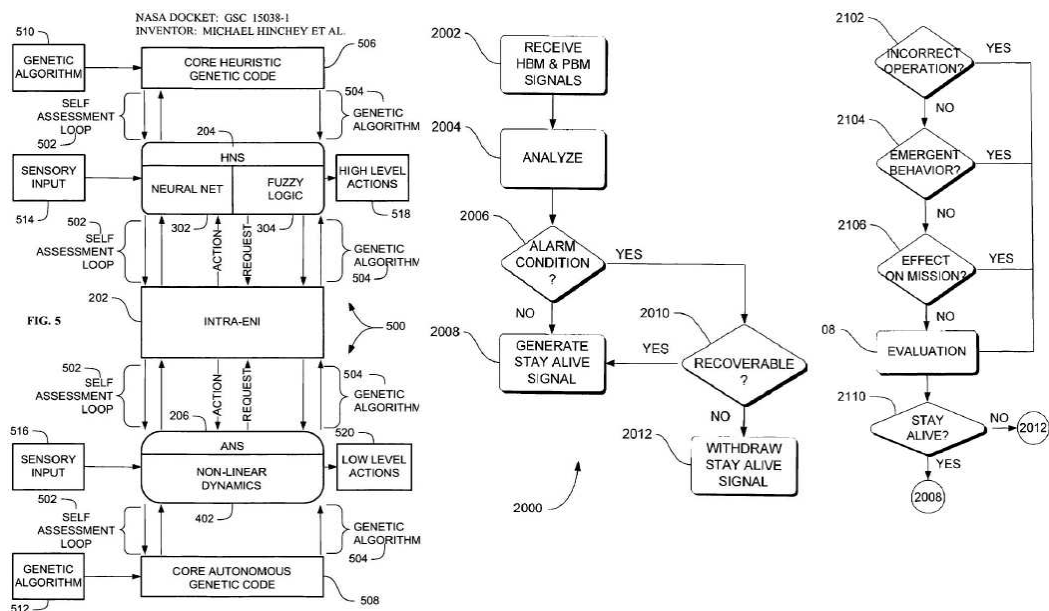 NASA DOCKET: GSC 15038-1
INVENTOR: MICHAEL HINCHEY ET AL.
510
GENETIC
ALGORITHM
CORE HEURISTIC
GENETIC CODE
506
SELF
ASSESSMENT
LOOP
502
504
GENETIC
ALGORITHM
204
HNS
SENSORY
INPUT
514
NEURAL NET
FUZZY
LOGIC
HIGH LEVEL
ACTIONS
518
302
304
502
SELF
ASSESSMENT
LOOP
ACTION
REQUEST
GENETIC
ALGORITHM
504
202
FIG. 5
INTRA-ENI
500
502
SELF
ASSESSMENT
LOOP
ACTION
REQUEST
504
GENETIC
ALGORITHM
206
516
SENSORY
INPUT
ANS
NON-LINEAR
DYNAMICS
520
LOW LEVEL
ACTIONS
402
502
SELF
ASSESSMENT
LOOP
GENETIC
ALGORITHM
504
GENETIC
ALGORITHM
512
CORE AUTONOMOUS
GENETIC CODE
508
2002
RECEIVE
HBM & PBM
SIGNALS
2004
ANALYZE
2006
ALARM
CONDITION
?
YES
NO
2008
GENERATE
STAY ALIVE
SIGNAL
YES
2010
RECOVERABLE
?
NO
2012
WITHDRAW
STAY ALIVE
SIGNAL
2000
2102
INCORRECT
OPERATION?
YES
NO
2104
EMERGENT
BEHAVIOR?
YES
NO
2106
EFFECT
ON MISSION?
YES
NO
08
EVALUATION
2110
STAY
ALIVE?
NO
2012
YES
2008